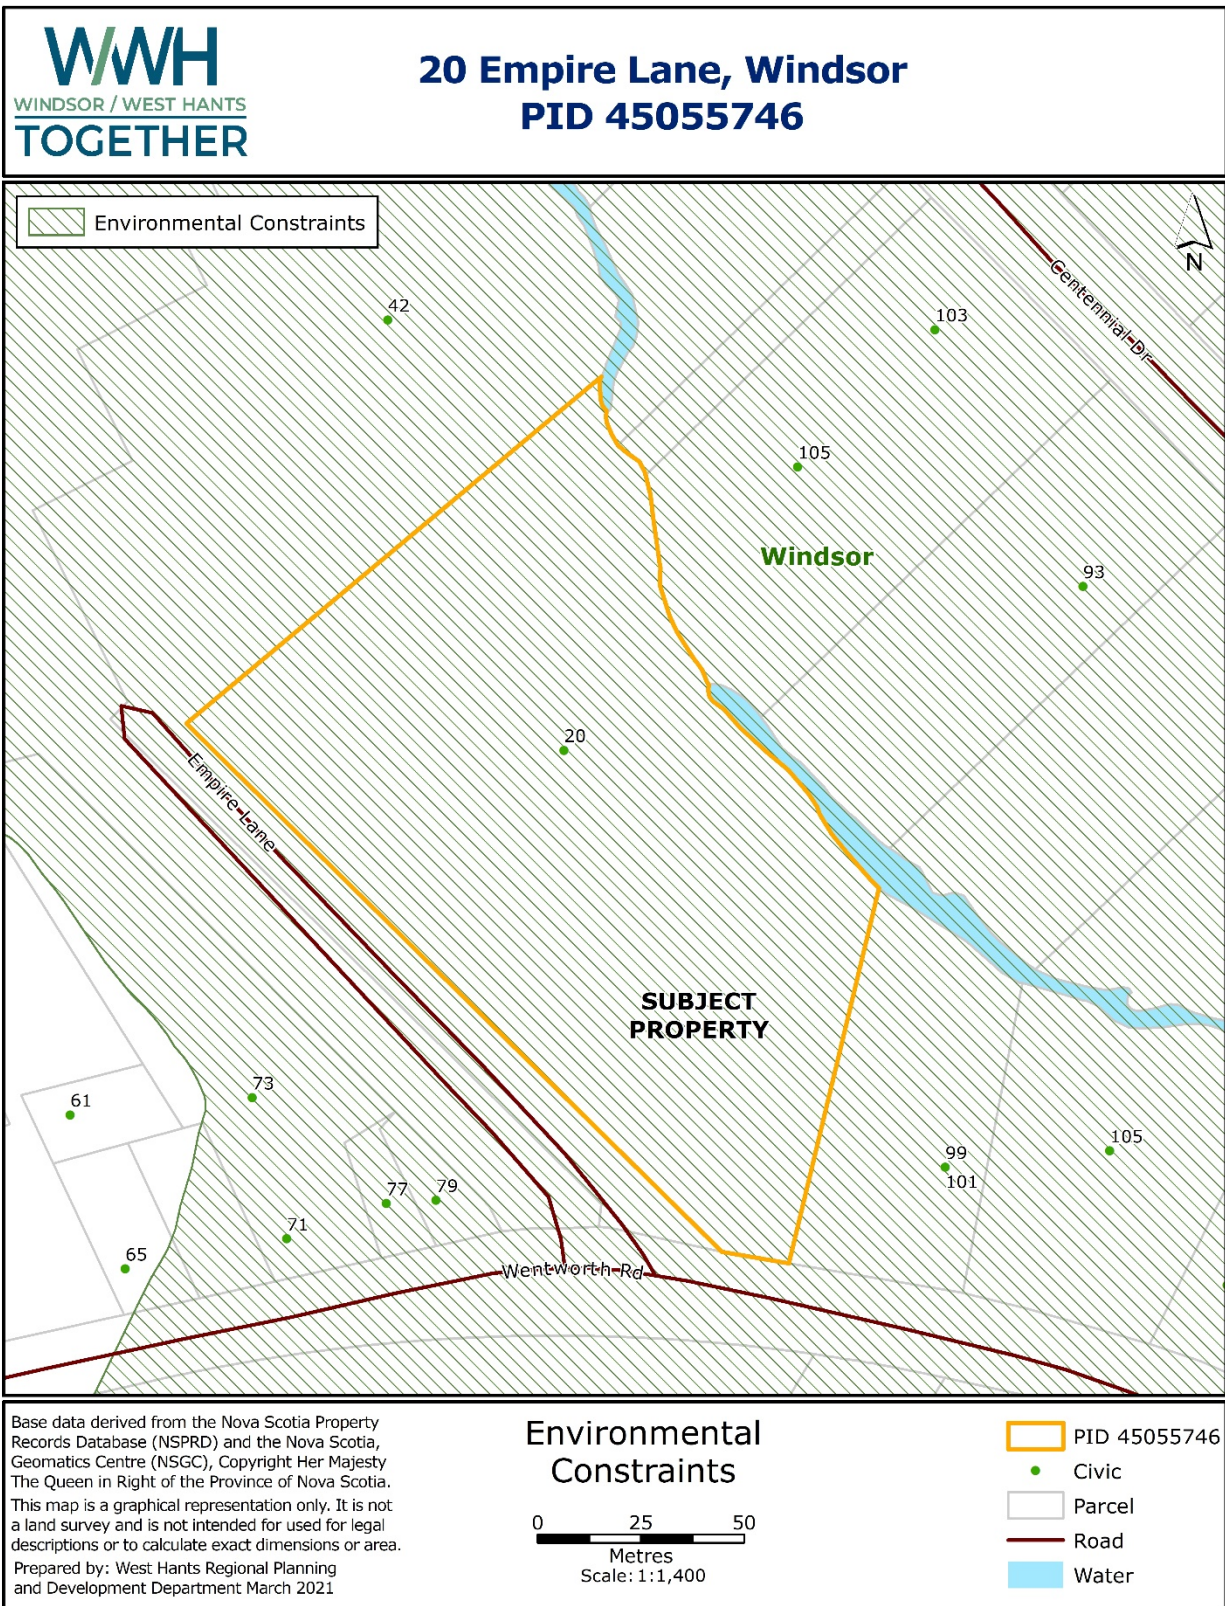 WWH
WINDSOR / WEST HANTS
TOGETHER
20 Empire Lane, Windsor
PID 45055746
Environmental Constraints
N
Centennial Dr
42
103
105
Windsor
93
20
Empire Lane
SUBJECT
PROPERTY
73
61
105
99
101
77
79
71
65
Wentworth Rd
Base data derived from the Nova Scotia Property
Records Database (NSPRD) and the Nova Scotia,
Geomatics Centre (NSGC), Copyright Her Majesty
The Queen in Right of the Province of Nova Scotia.
This map is a graphical representation only. It is not
a land survey and is not intended for used for legal
descriptions or to calculate exact dimensions or area.
Prepared by: West Hants Regional Planning
and Development Department March 2021
Environmental
Constraints
0 25 50
Metres
Scale: 1:1,400
PID 45055746
Civic
Parcel
Road
Water